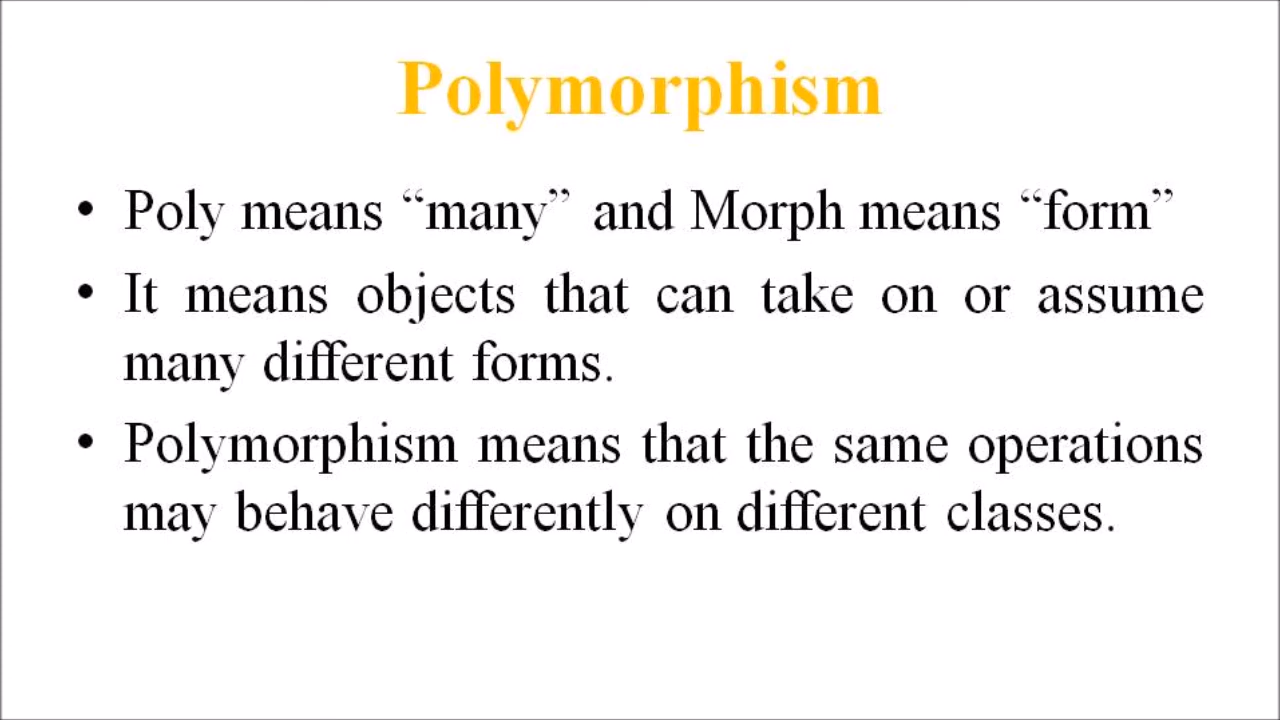 Polymorphism
• Poly means “many” and Morph means “form”
• It means objects that can take on or assume
many different forms.
• Polymorphism means that the same operations
may behave differently on different classes.